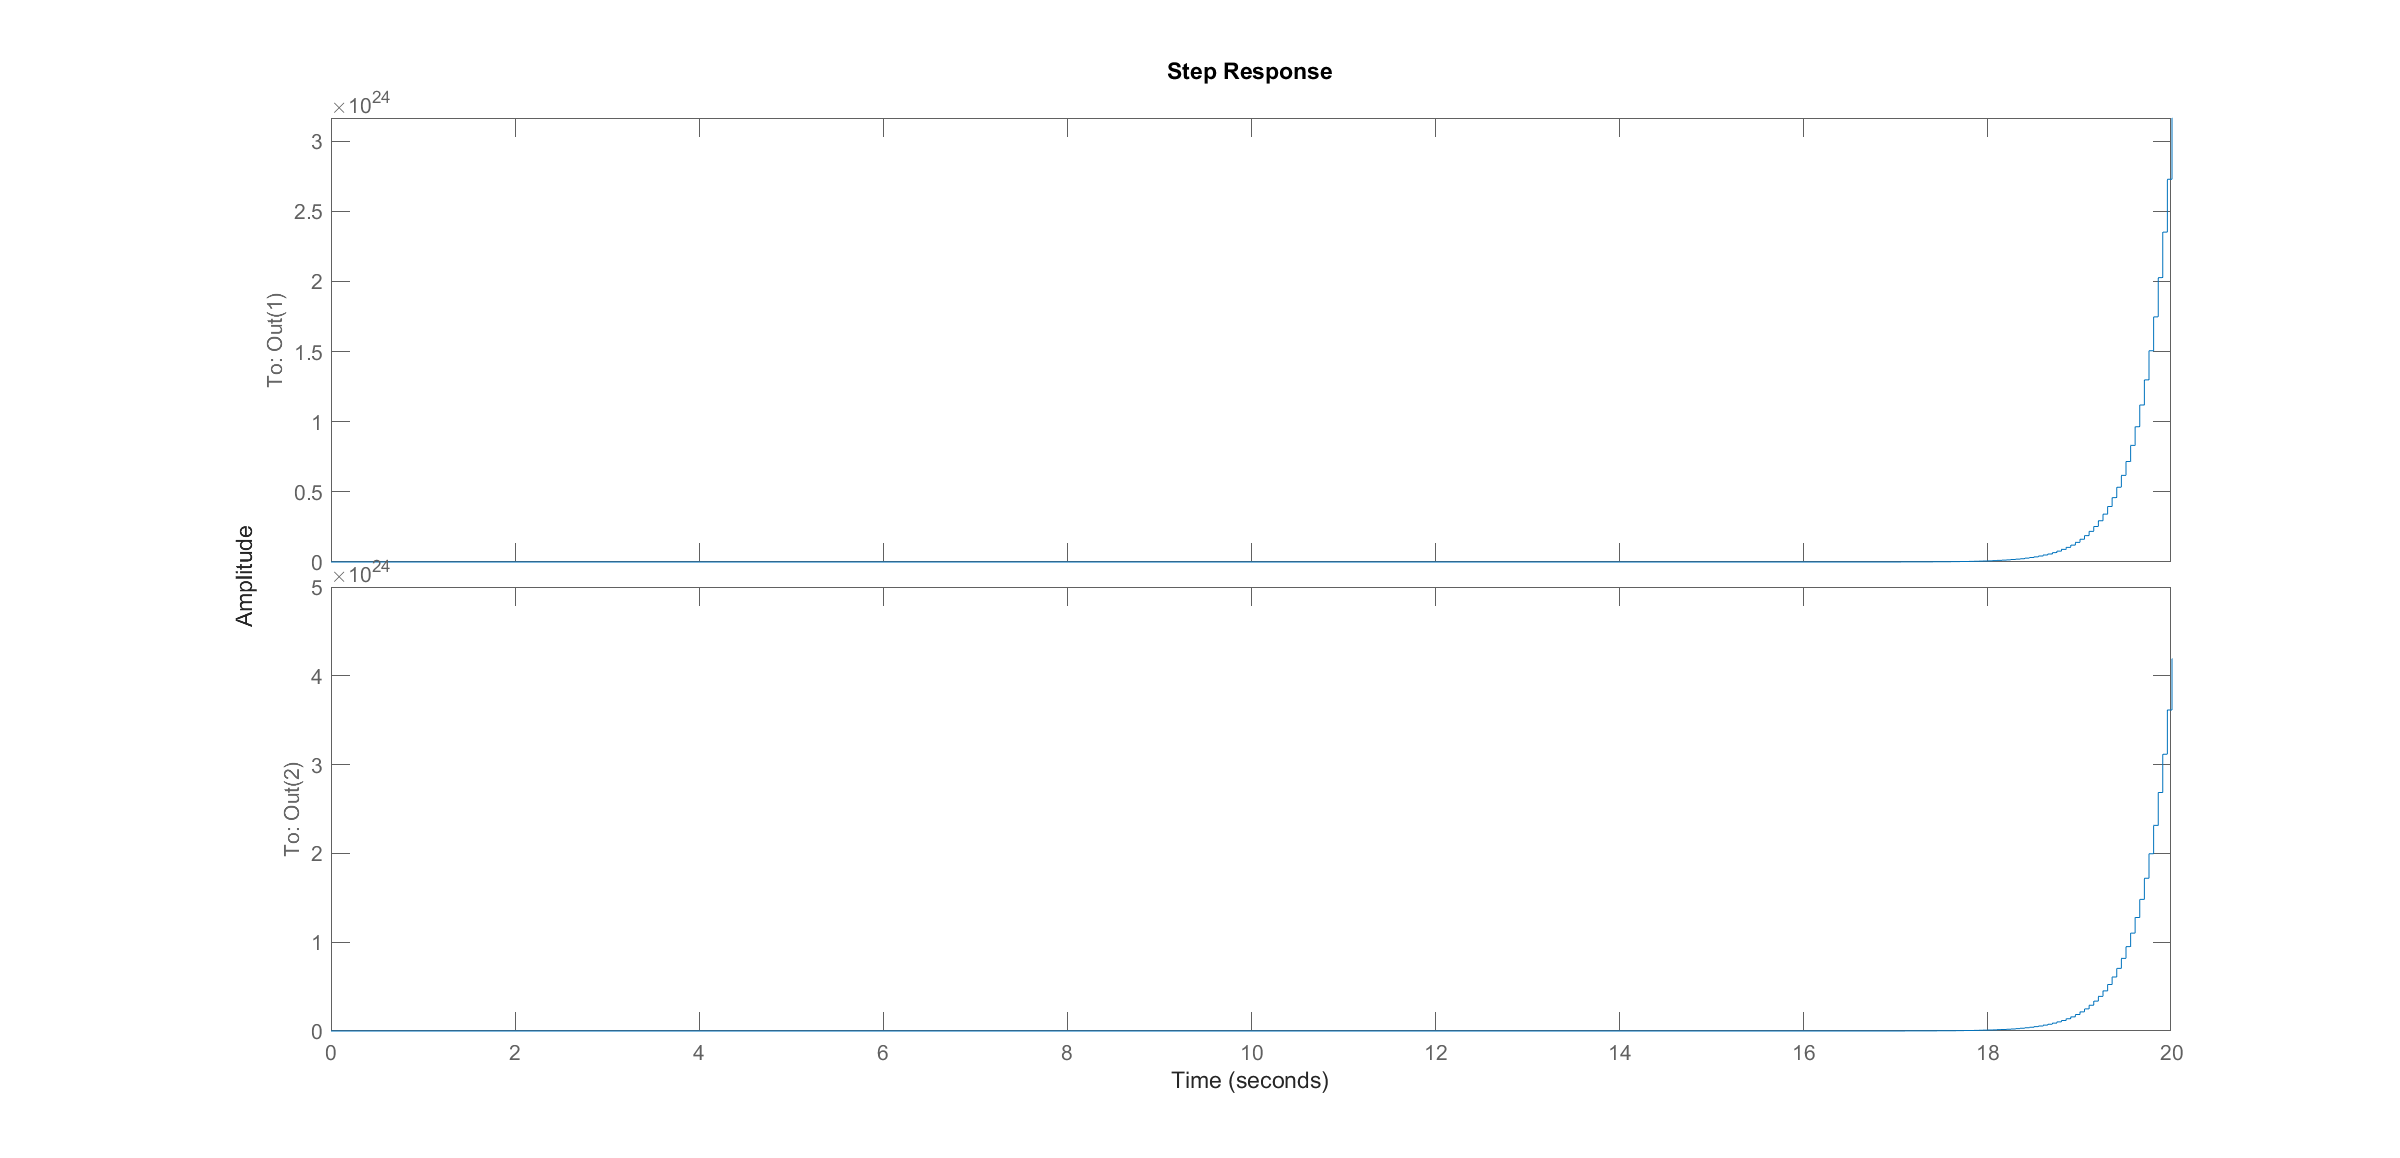 Step Response
×10^24
3
2.5
2
1.5
1
0.5
0
To: Out(1)
Amplitude
×10^24
5
4
3
2
1
0
To: Out(2)
0 2 4 6 8 10 12 14 16 18 20
Time (seconds)